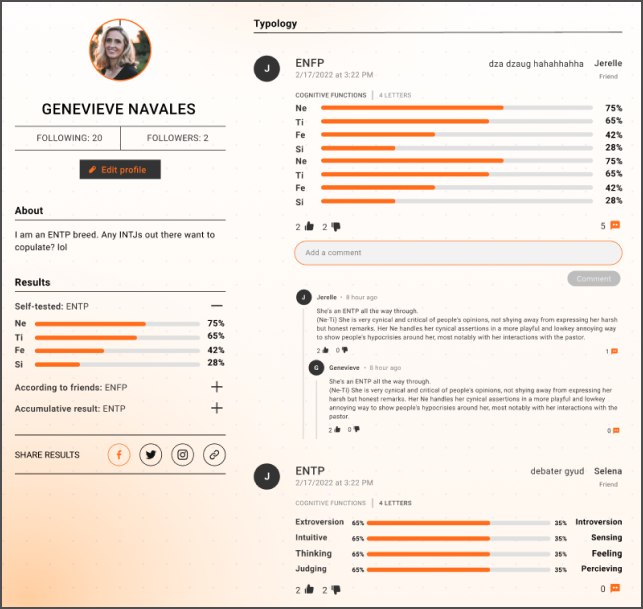 GENEVIEVE NAVALES
FOLLOWING: 20
FOLLOWERS: 2
Edit profile
About
I am an ENTP breed. Any INTJs out there want to
copulate? lol
Results
Self-tested: ENTP
Ne 75%
Ti 65%
Fe 42%
Si 28%
According to friends: ENFP
Accumulative result: ENTP
SHARE RESULTS
Typology
J
ENFP
dza dzaug hahahhahha Jerelle
2/17/2022 at 3:22 PM
Friend
COGNITIVE FUNCTIONS | 4 LETTERS
Ne 75%
Ti 65%
Fe 42%
Si 28%
Ne 75%
Ti 65%
Fe 42%
Si 28%
2 2 5
Add a comment
Comment
J
Jerelle • 8 hour ago
She's an ENTP all the way through.
(Ne-Ti) She is very cynical and critical of people's opinions, not shying away from expressing her harsh
but honest remarks. Her Ne handles her cynical assertions in a more playful and lowkey annoying way
to show people's hypocrisies around her, most notably with her interactions with the pastor.
2 0 1
G
Genevieve • 8 hour ago
She's an ENTP all the way through.
(Ne-Ti) She is very cynical and critical of people's opinions, not shying away from expressing her
harsh but honest remarks. Her Ne handles her cynical assertions in a more playful and lowkey
annoying way to show people's hypocrisies around her, most notably with her interactions with the
pastor.
2 0 0
J
ENTP
debater gyud Selena
2/17/2022 at 3:22 PM
Friend
COGNITIVE FUNCTIONS | 4 LETTERS
Extroversion 65% 35% Introversion
Intuitive 65% 35% Sensing
Thinking 65% 35% Feeling
Judging 65% 35% Percieving
2 2 0